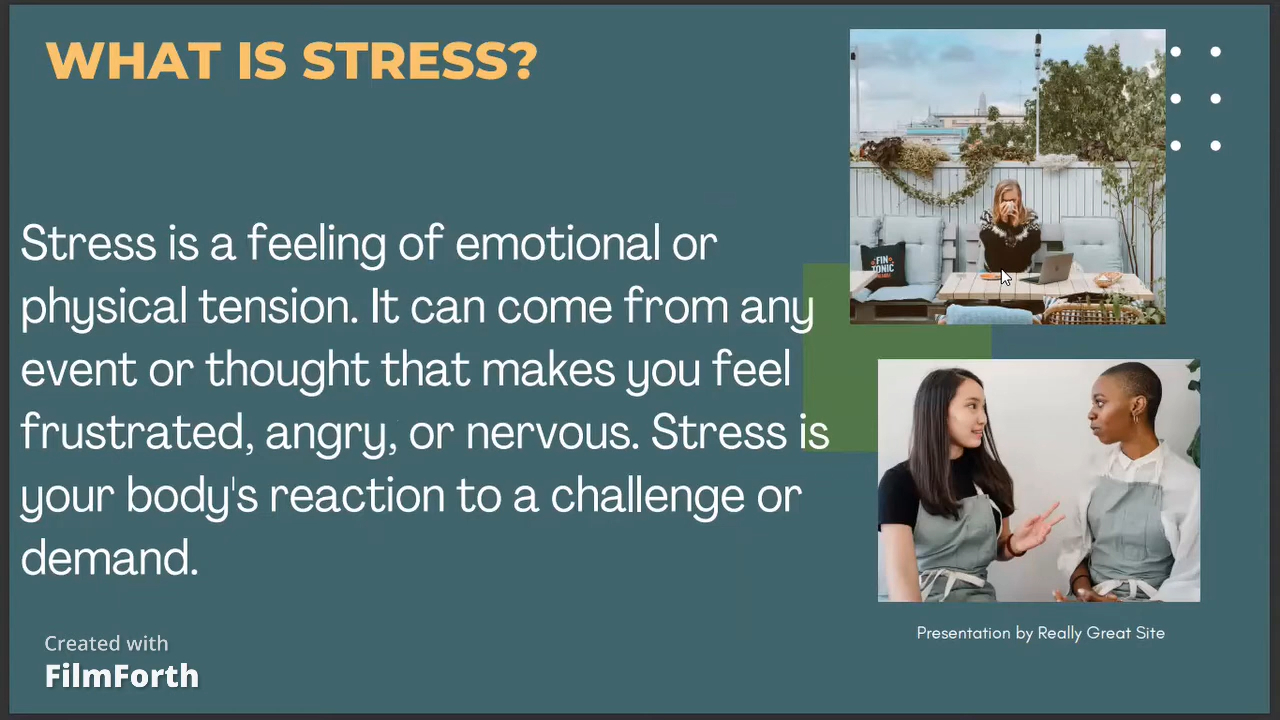 WHAT IS STRESS?
Stress is a feeling of emotional or
physical tension. It can come from any
event or thought that makes you feel
frustrated, angry, or nervous. Stress is
your body's reaction to a challenge or
demand.
FIN
TONIC
Presentation by Really Great Site
Created with
FilmForth